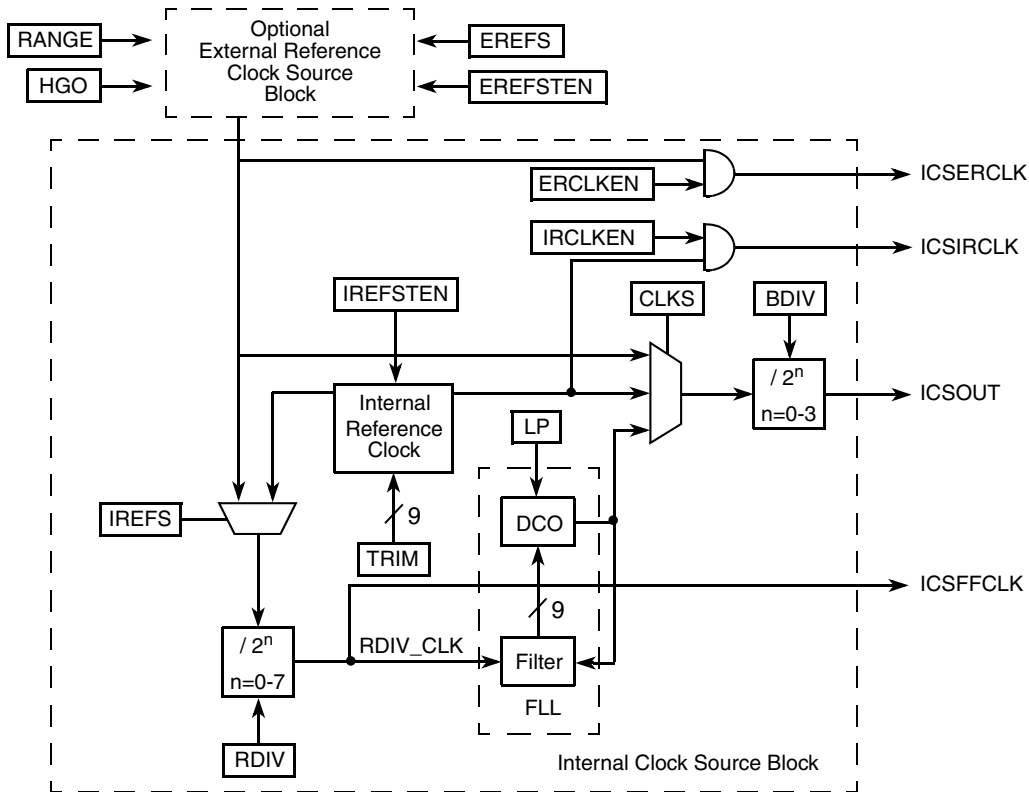 RANGE
HGO
Optional
External Reference
Clock Source
Block
EREFS
EREFSTEN
ERCLKEN
ICSERCLK
IRCLKEN
ICSIRCLK
IREFSTEN
CLKS
BDIV
Internal
Reference
Clock
/ 2ⁿ
n=0-3
ICSOUT
LP
IREFS
9
TRIM
DCO
9
ICSFFCLK
/ 2ⁿ
n=0-7
RDIV_CLK
Filter
FLL
RDIV
Internal Clock Source Block